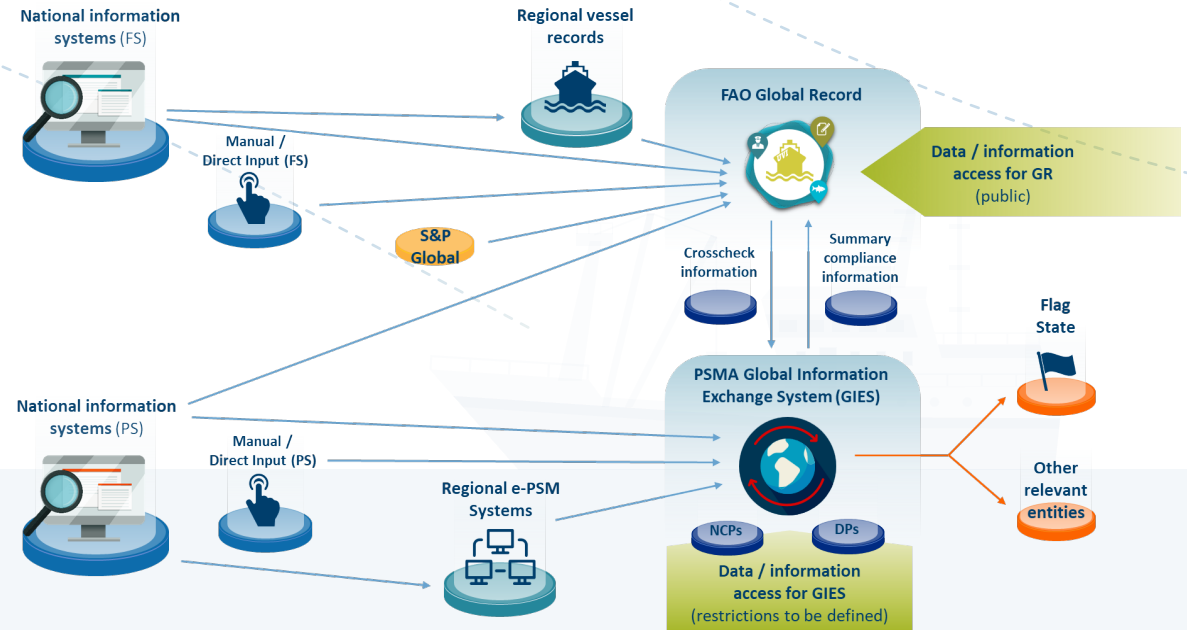 National information
systems (FS)
Regional vessel
records
FAO Global Record
Manual /
Direct Input (FS)
Data / information
access for GR
(public)
S&P
Global
Crosscheck
information
Summary
compliance
information
Flag
State
PSMA Global Information
Exchange System (GIES)
National information
systems (PS)
Manual /
Direct Input (PS)
Regional e-PSM
Systems
Other
relevant
entities
NCPs
DPs
Data / information
access for GIES
(restrictions to be defined)